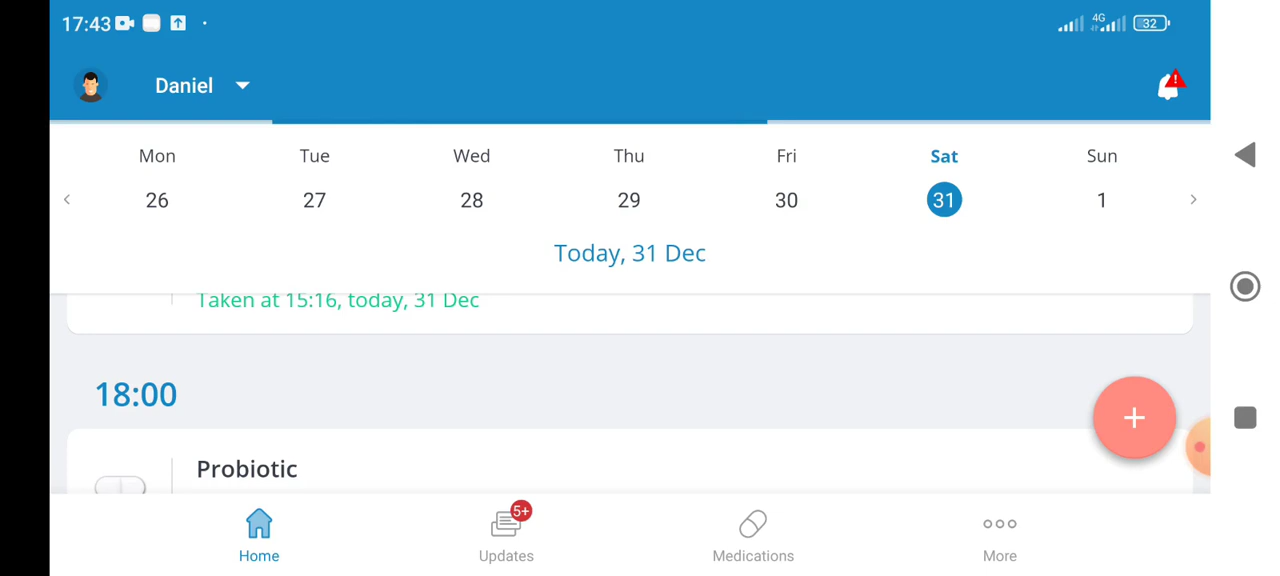 17:43
4G
32
Daniel
Mon Tue Wed Thu Fri Sat Sun
26 27 28 29 30 31 1
Today, 31 Dec
Taken at 15:16, today, 31 Dec
18:00
Probiotic
5+
Home Updates Medications More